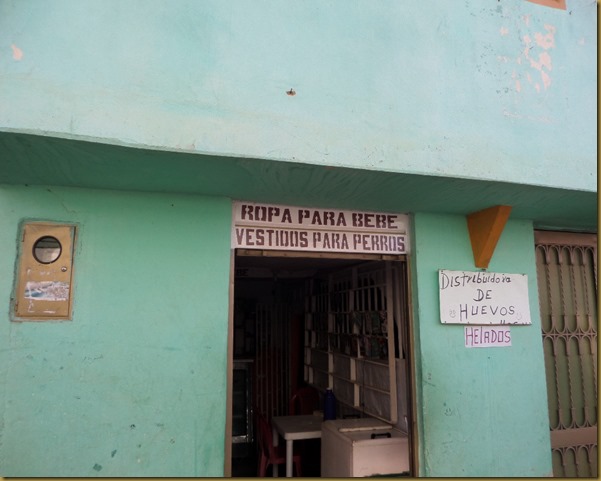 ROPA PARA BEBE
VESTIDOS PARA PERROS
Distribuidora
DE
HUEVOS
HELADOS